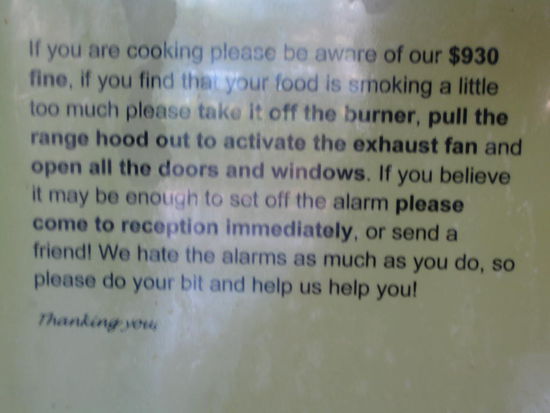 If you are cooking please be aware of our $930
fine, if you find that your food is smoking a little
too much please take it off the burner, pull the
range hood out to activate the exhaust fan and
open all the doors and windows. If you believe
it may be enough to set off the alarm please
come to reception immediately, or send a
friend! We hate the alarms as much as you do, so
please do your bit and help us help you!
Thanking you,